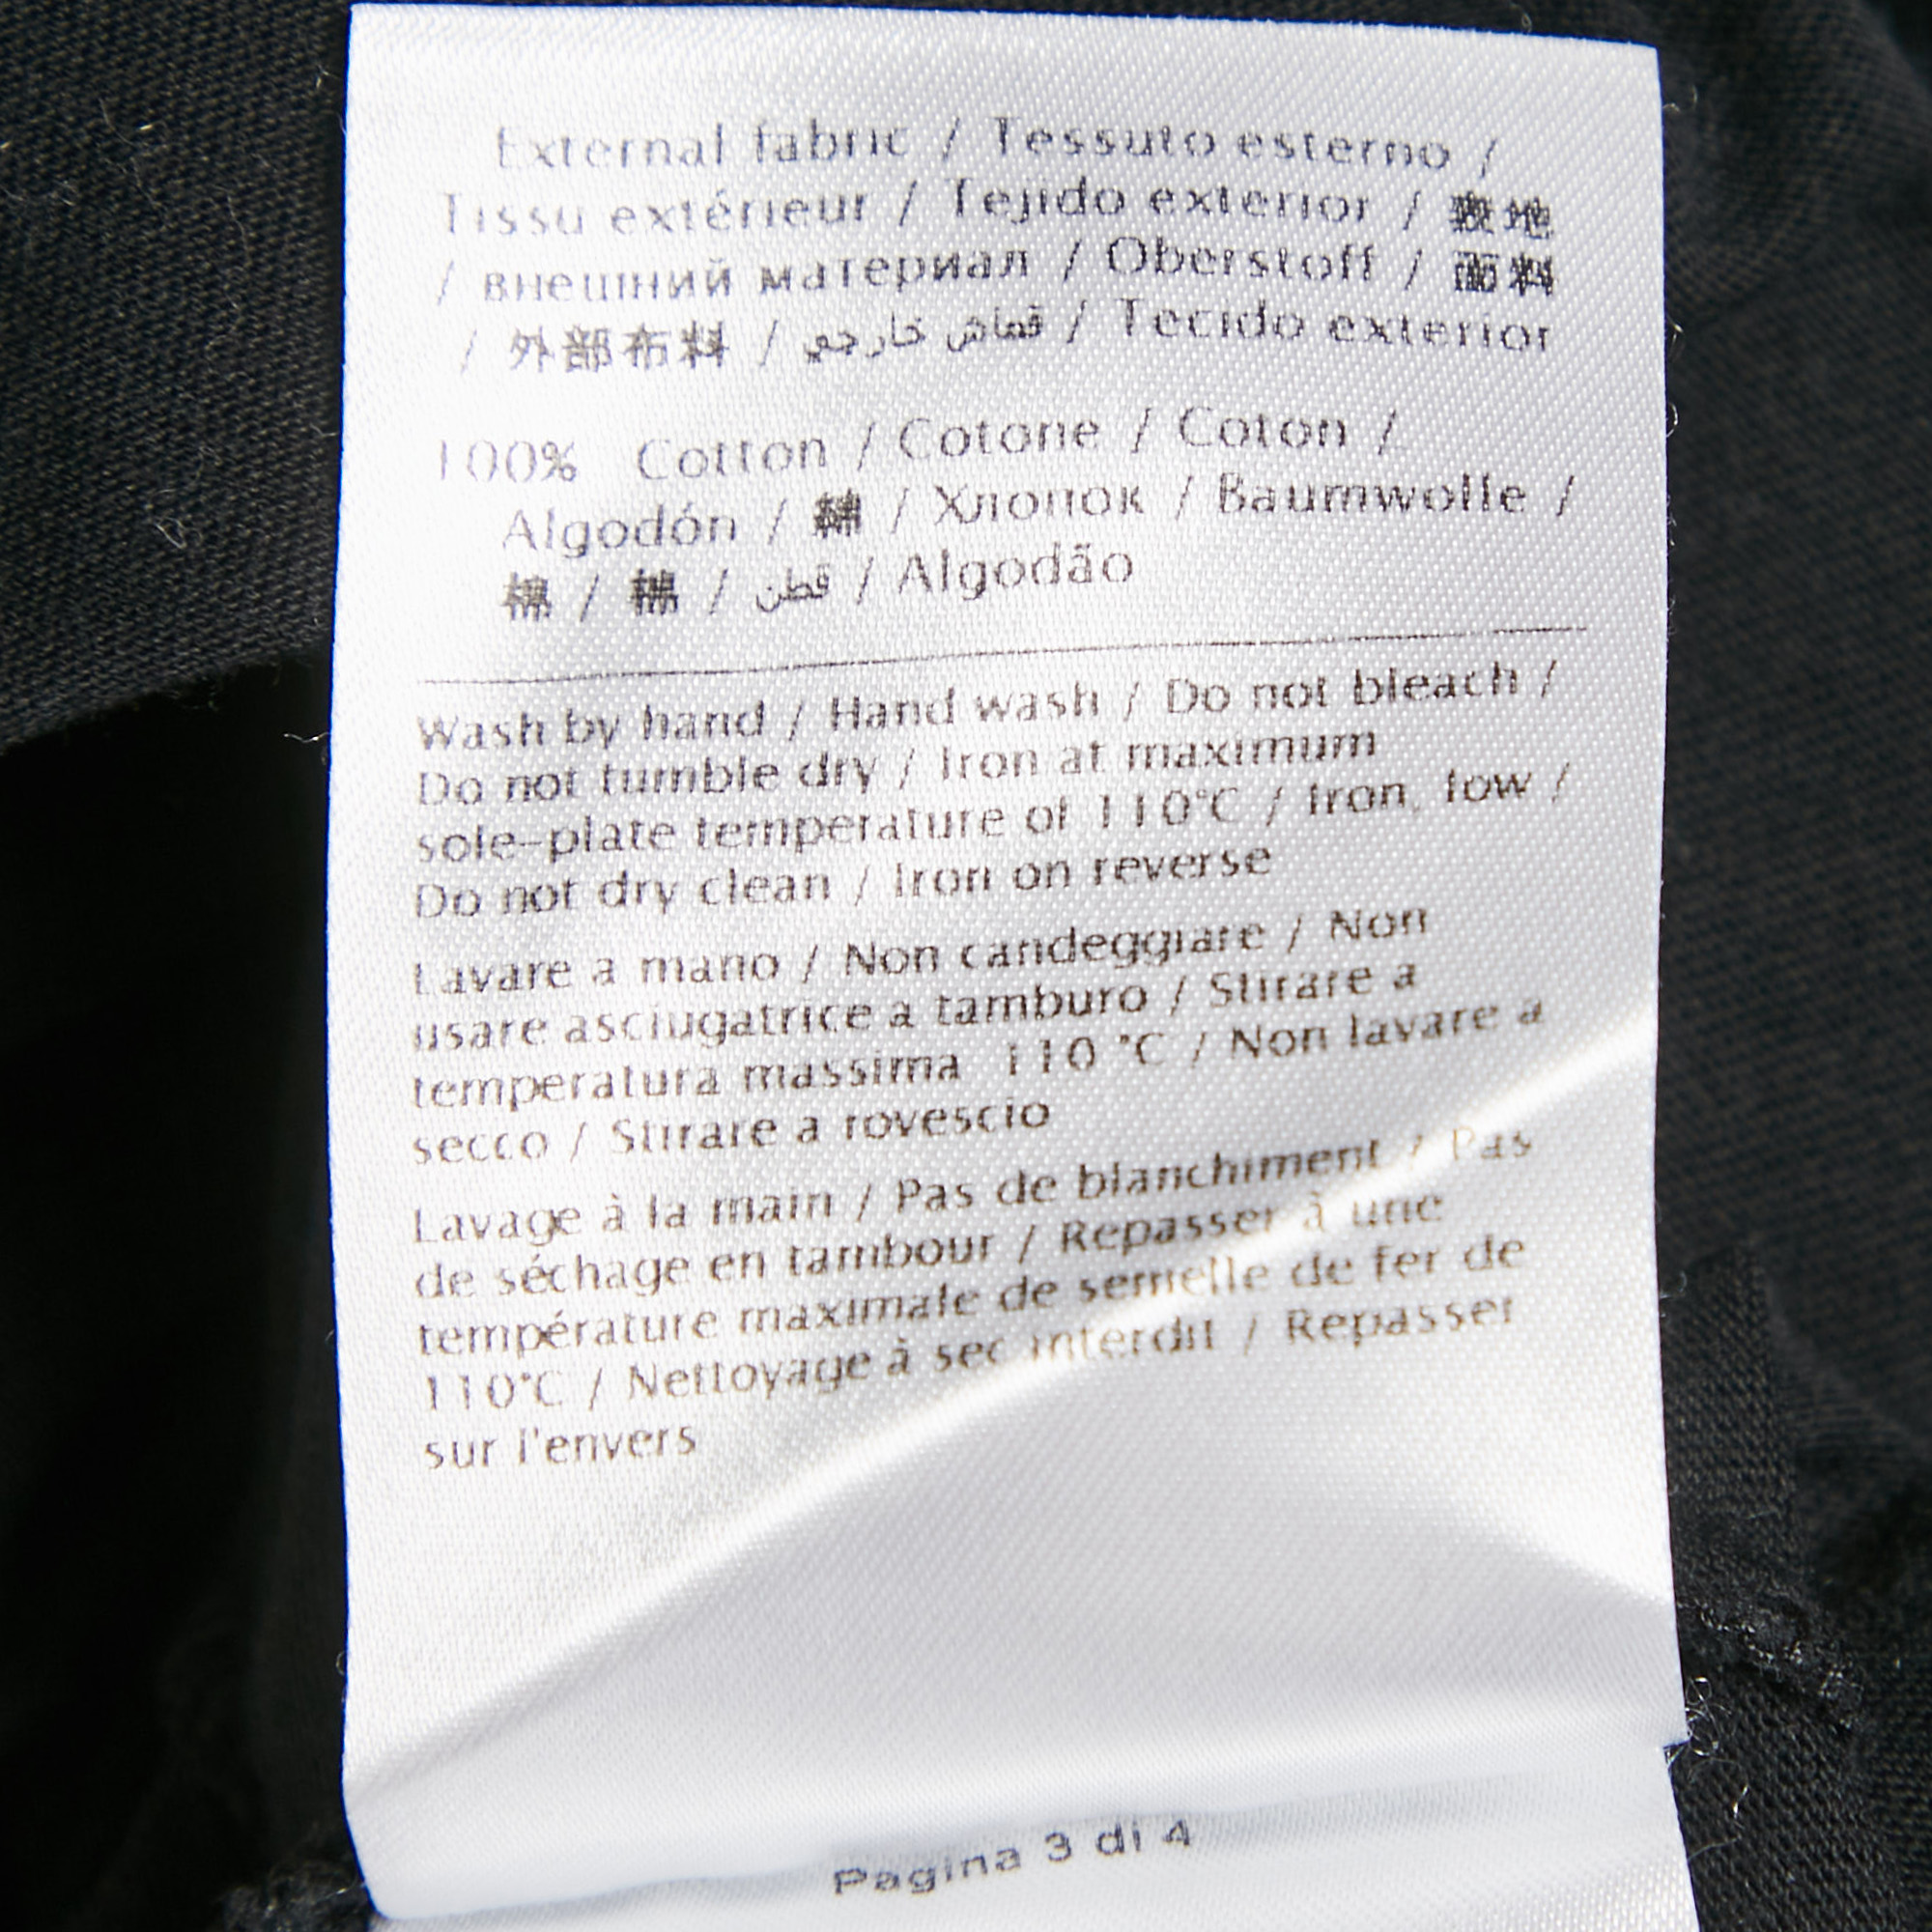 External fabric / Tessuto esterno /
Tissu extérieur / Tejido exterior / 表地
/ внешний материал / Oberstoff / 面料
/ 外部布料 / قماش خارجي / Tecido exterior
100% Cotton / Cotone / Coton /
Algodón / 綿 / Хлопок / Baumwolle /
棉 / 棉 / قطن / Algodão
Wash by hand / Hand wash / Do not bleach /
Do not tumble dry / Iron at maximum
sole-plate temperature of 110°C / Iron, low /
Do not dry clean / Iron on reverse
Lavare a mano / Non candeggiare / Non
usare asciugatrice a tamburo / Stirare a
temperatura massima 110 °C / Non lavare a
secco / Stirare a rovescio
Lavage à la main / Pas de blanchiment / Pas
de séchage en tambour / Repasser à une
température maximale de semelle de fer de
110°C / Nettoyage à sec interdit / Repasser
sur l'envers
Pagina 3 di 4